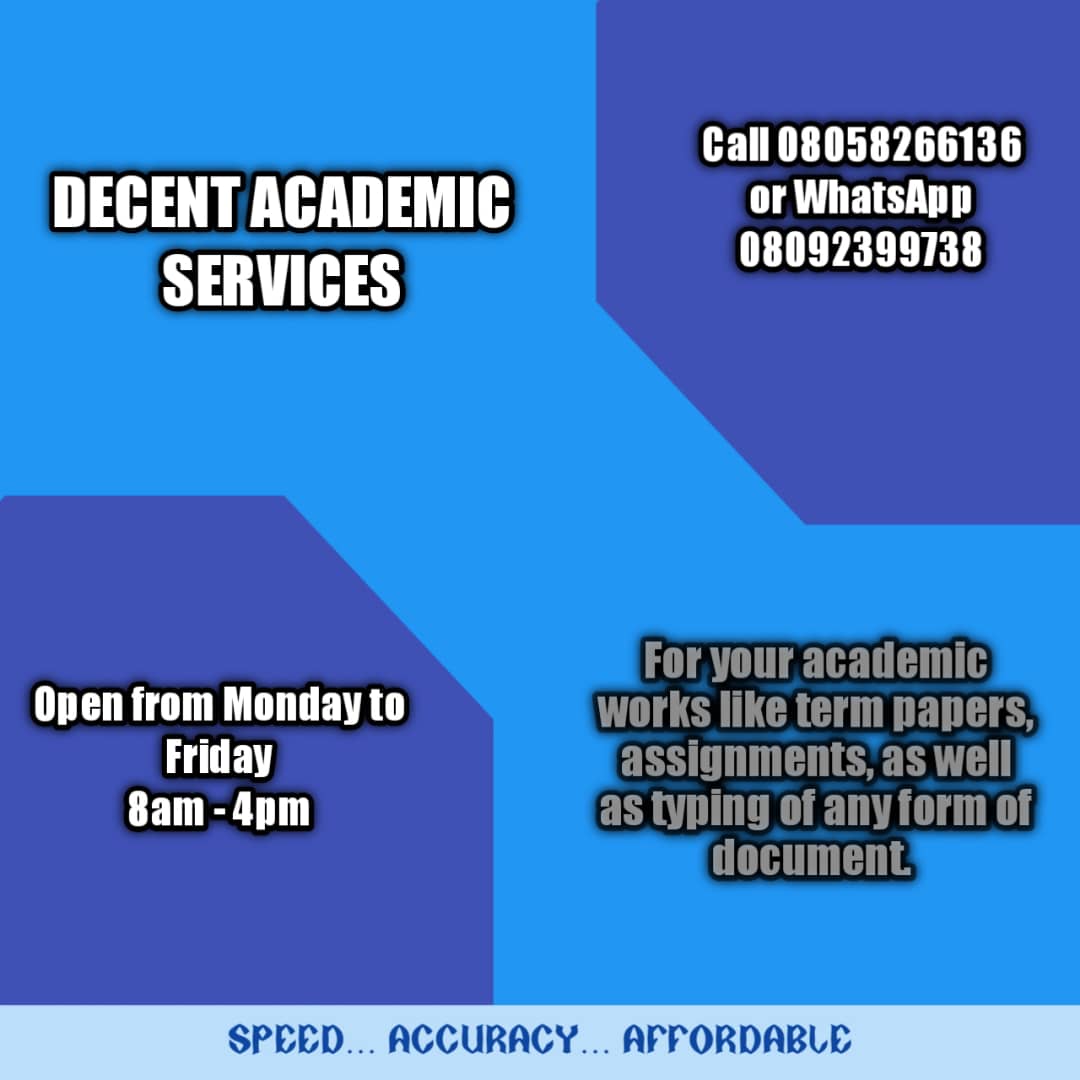 DECENT ACADEMIC
SERVICES
Call 08058266136
or WhatsApp
08092399738
Open from Monday to
Friday
8am - 4pm
For your academic
works like term papers,
assignments, as well
as typing of any form of
document.
SPEED... ACCURACY... AFFORDABLE